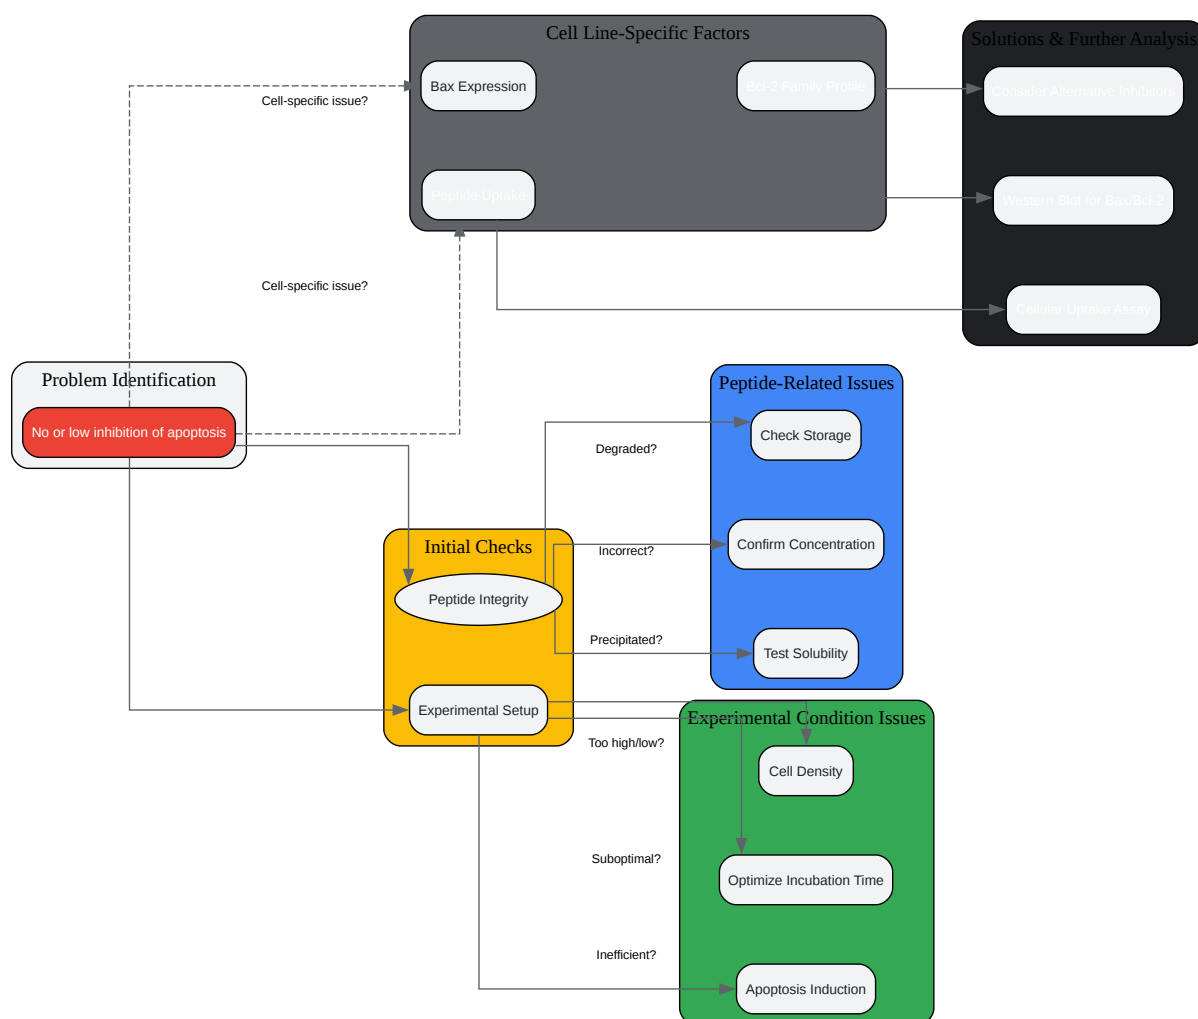 Cell Line-Specific Factors
Bax Expression
Bcl-2 Family Profile
Peptide Uptake
Solutions & Further Analysis
Consider Alternative Inhibitors
Western Blot for Bax/Bcl-2
Cellular Uptake Assay
Cell-specific issue?
Cell-specific issue?
Problem Identification
No or low inhibition of apoptosis
Initial Checks
Peptide Integrity
Experimental Setup
Degraded?
Incorrect?
Precipitated?
Peptide-Related Issues
Check Storage
Confirm Concentration
Test Solubility
Too high/low?
Suboptimal?
Inefficient?
Experimental Condition Issues
Cell Density
Optimize Incubation Time
Apoptosis Induction